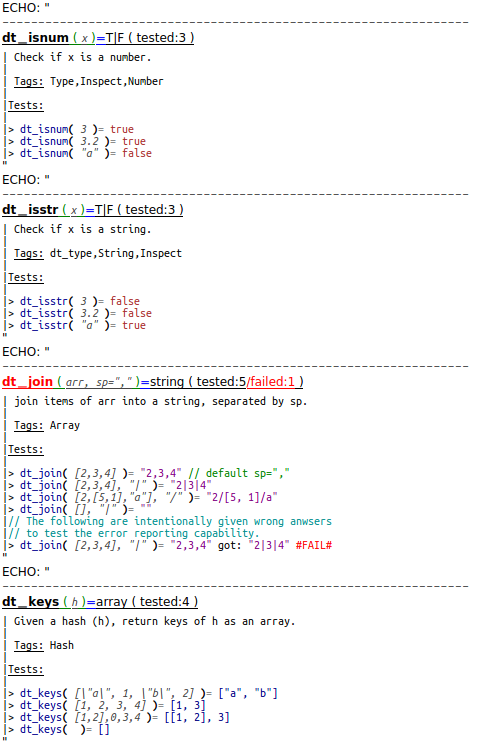 ECHO: "
----------------------------------------------------------------
dt_isnum ( x )=T|F ( tested:3 )
| Check if x is a number.
|
| Tags: Type,Inspect,Number
|
|Tests:
|
|> dt_isnum( 3 )= true
|> dt_isnum( 3.2 )= true
|> dt_isnum( "a" )= false
"
ECHO: "
----------------------------------------------------------------
dt_isstr ( x )=T|F ( tested:3 )
| Check if x is a string.
|
| Tags: dt_type,String,Inspect
|
|Tests:
|
|> dt_isstr( 3 )= false
|> dt_isstr( 3.2 )= false
|> dt_isstr( "a" )= true
"
ECHO: "
----------------------------------------------------------------
dt_join ( arr, sp="," )=string ( tested:5/failed:1 )
| join items of arr into a string, separated by sp.
|
| Tags: Array
|
|Tests:
|
|> dt_join( [2,3,4] )= "2,3,4" // default sp=","
|> dt_join( [2,3,4], "|" )= "2|3|4"
|> dt_join( [2,[5,1],"a"], "/" )= "2/[5, 1]/a"
|> dt_join( [], "|" )= ""
|// The following are intentionally given wrong anwsers
|// to test the error reporting capability.
|> dt_join( [2,3,4], "|" )= "2,3,4" got: "2|3|4" #FAIL#
"
ECHO: "
----------------------------------------------------------------
dt_keys ( h )=array ( tested:4 )
| Given a hash (h), return keys of h as an array.
|
| Tags: Hash
|
|Tests:
|
|> dt_keys( [\"a\", 1, \"b\", 2] )= ["a", "b"]
|> dt_keys( [1, 2, 3, 4] )= [1, 3]
|> dt_keys( [1,2],0,3,4 )= [[1, 2], 3]
|> dt_keys(  )= []
"